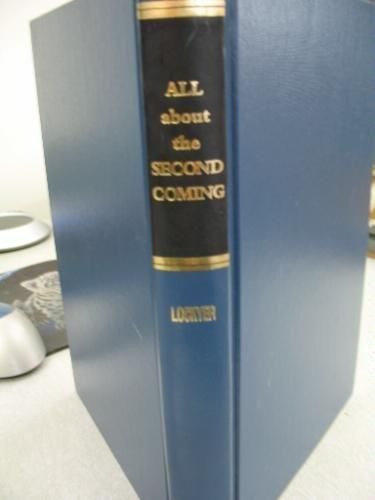 ALL
about
the
SECOND
COMING
LOCKYER